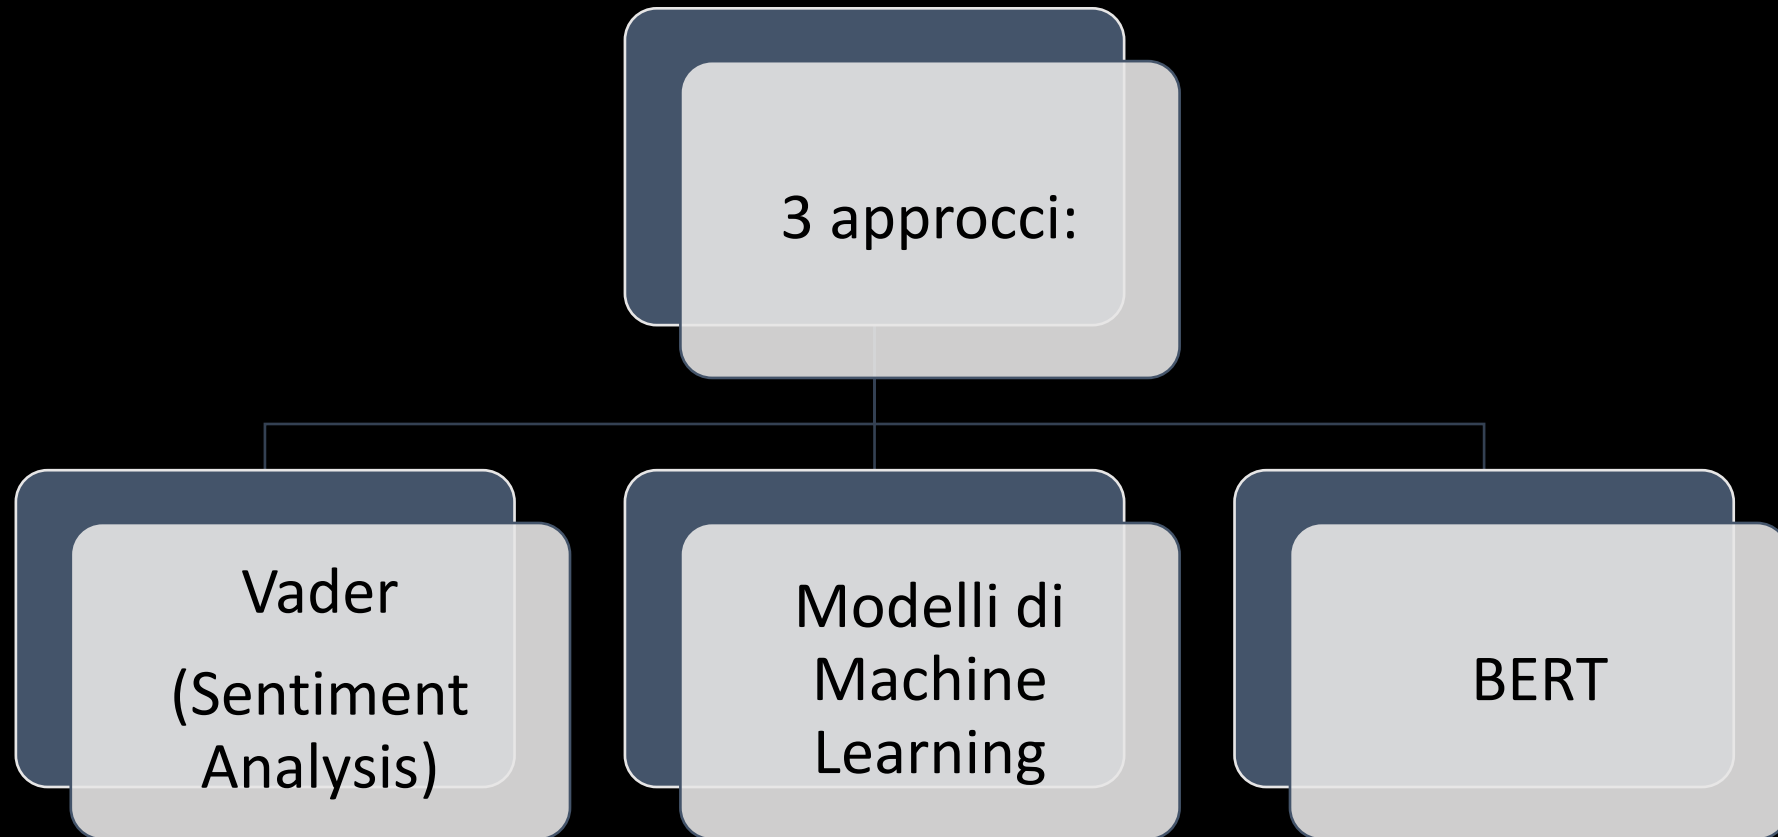 3 approcci:
Vader
(Sentiment
Analysis)
Modelli di
Machine
Learning
BERT